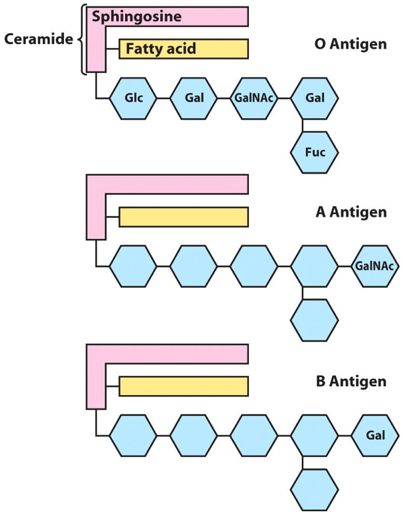 Sphingosine
Ceramide
Fatty acid
O Antigen
Glc Gal GalNAc Gal
Fuc
A Antigen
GalNAc
B Antigen
Gal